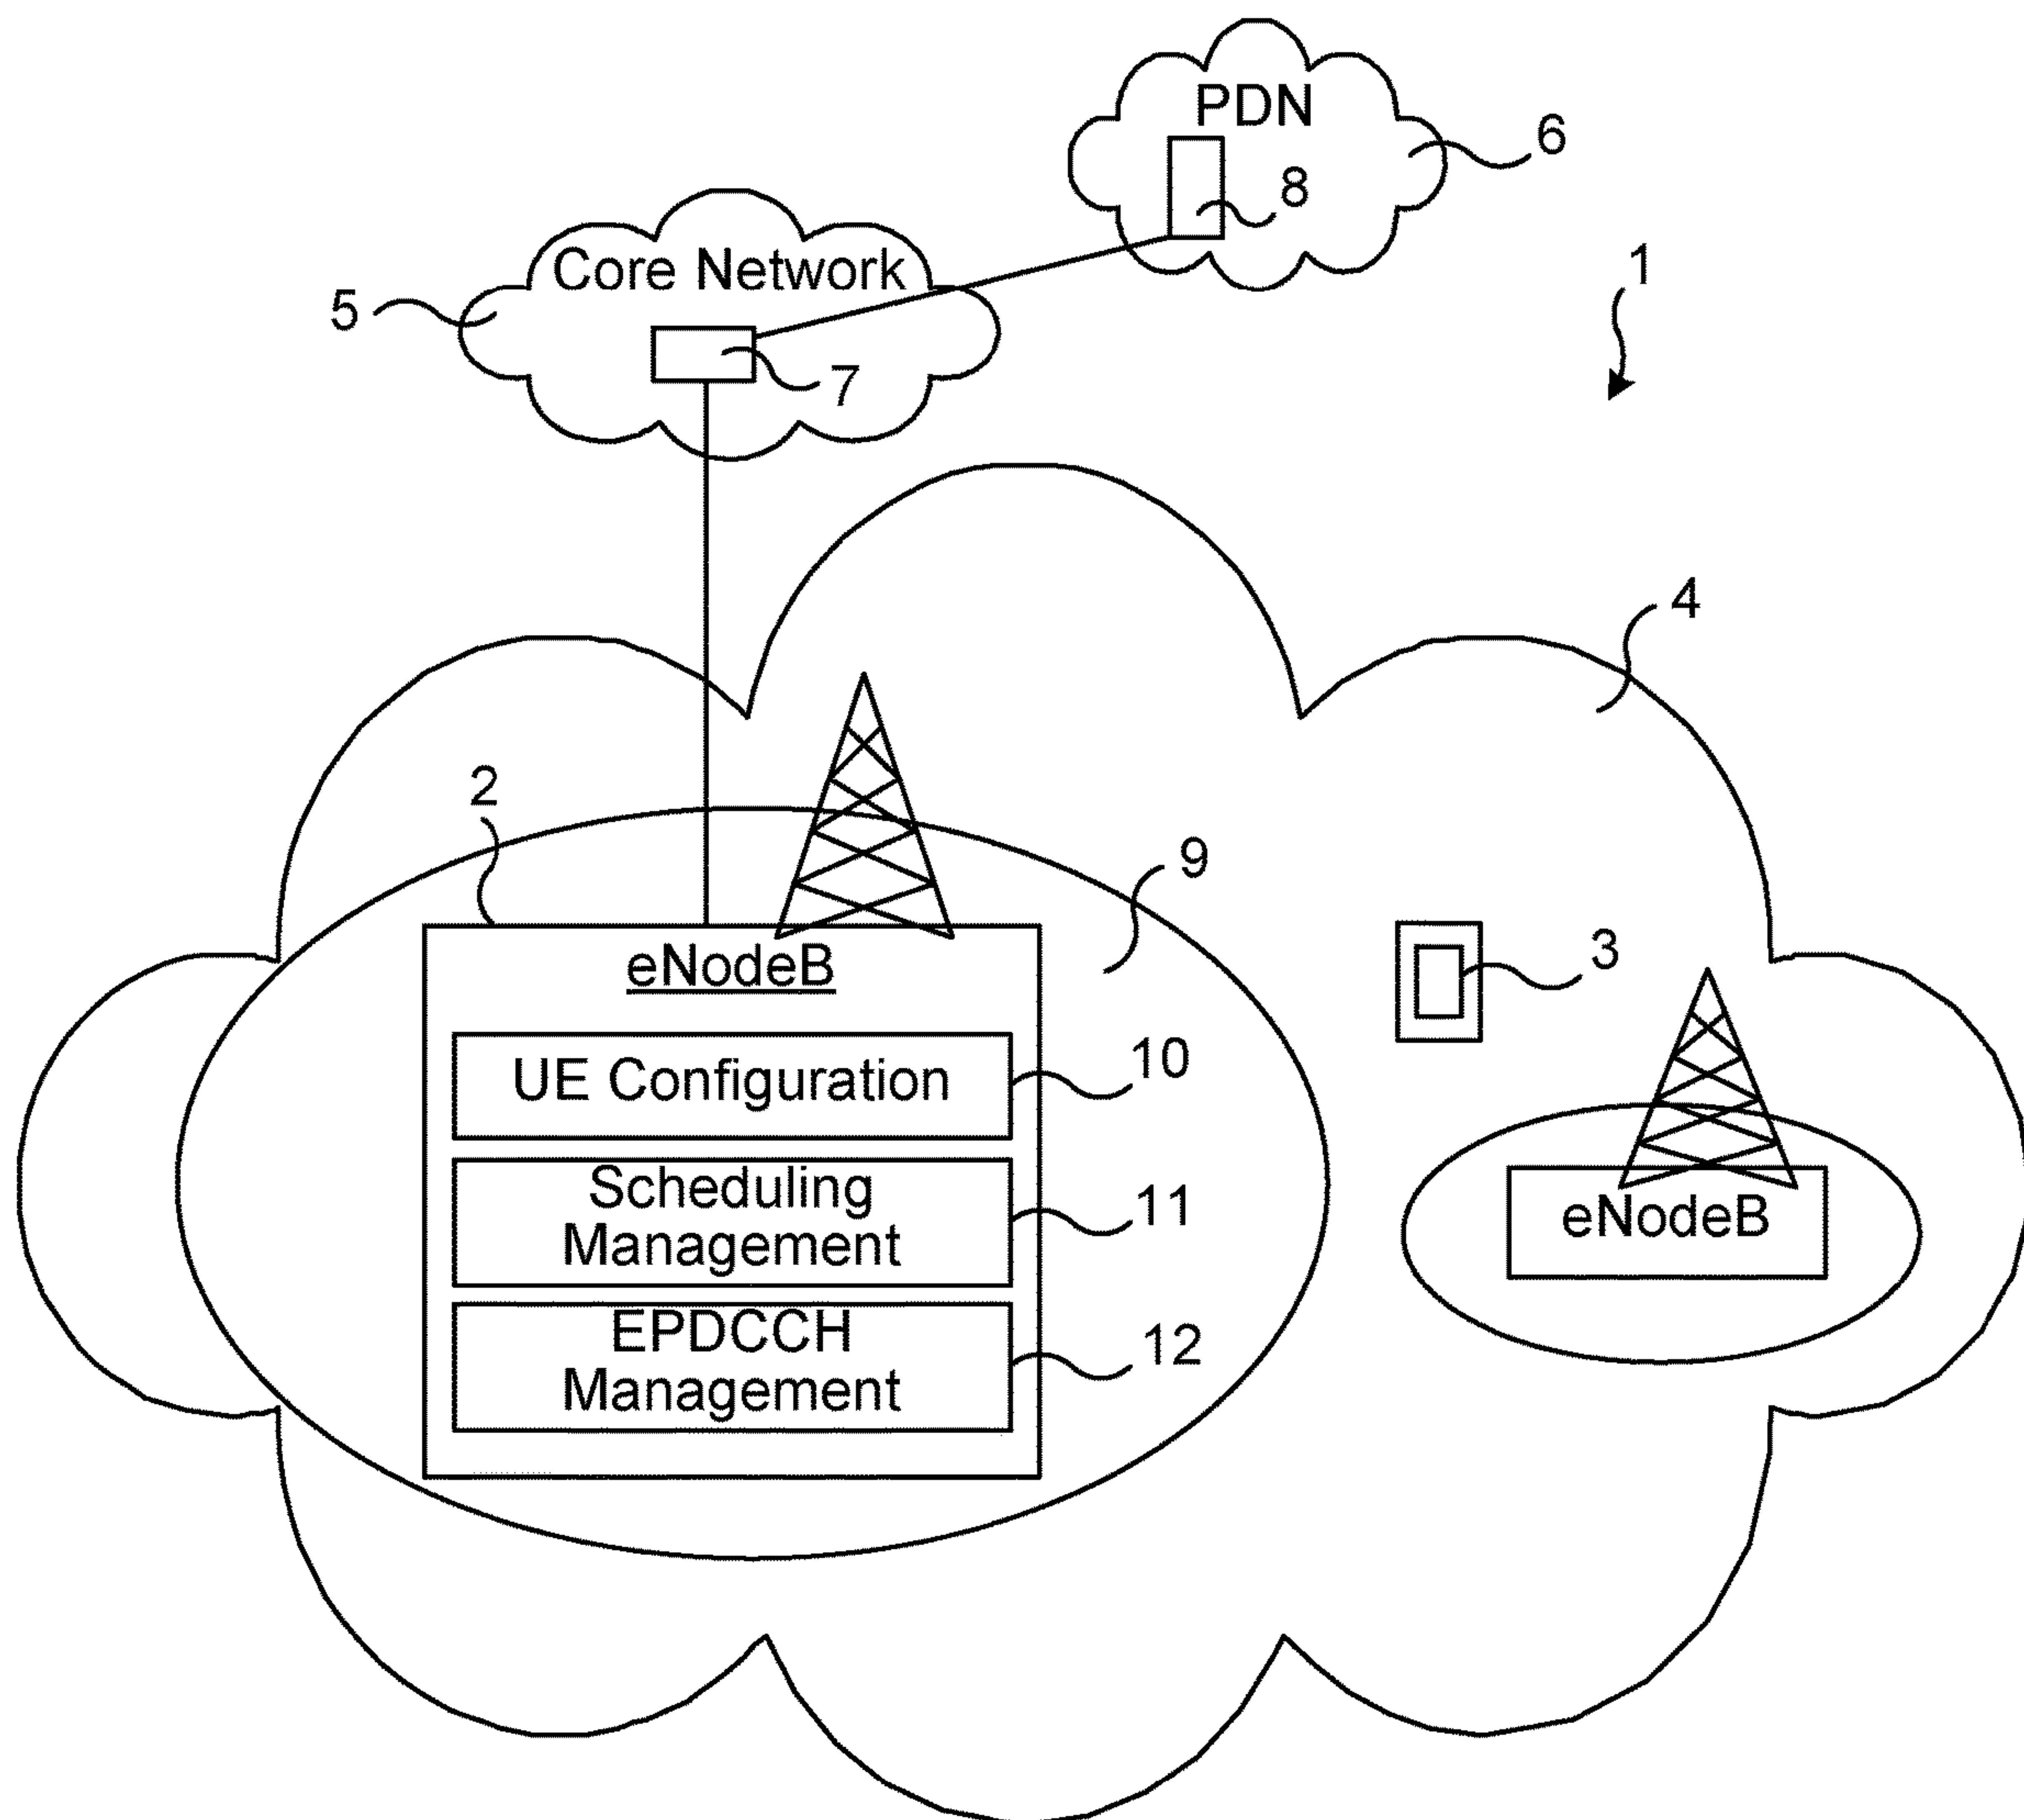 PDN
6
8
Core Network
5
7
1
4
2
9
eNodeB
3
UE Configuration
10
Scheduling
Management
11
eNodeB
EPDCCH
Management
12